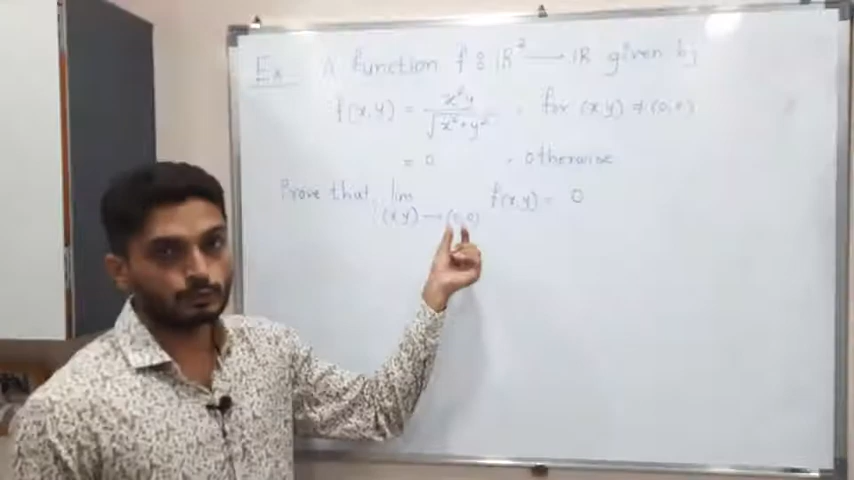 Ex A function f : ℝ² → ℝ given by
f(x,y) = x²y / √(x²+y²) , for (x,y) ≠ (0,0)
= 0 , otherwise
Prove that, lim (x,y)→(0,0) f(x,y) = 0